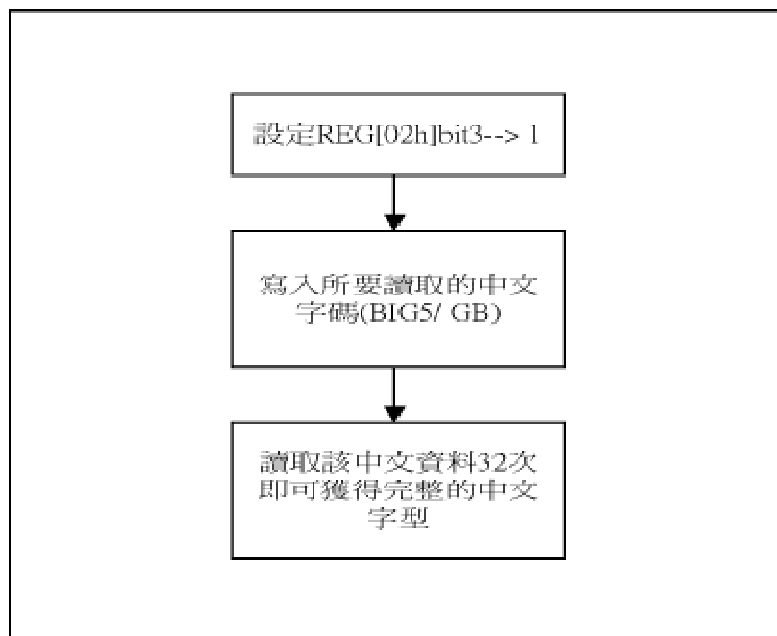 設定REG[02h]bit3--> 1
寫入所要讀取的中文
字碼(BIG5/ GB)
讀取該中文資料32次
即可獲得完整的中文
字型